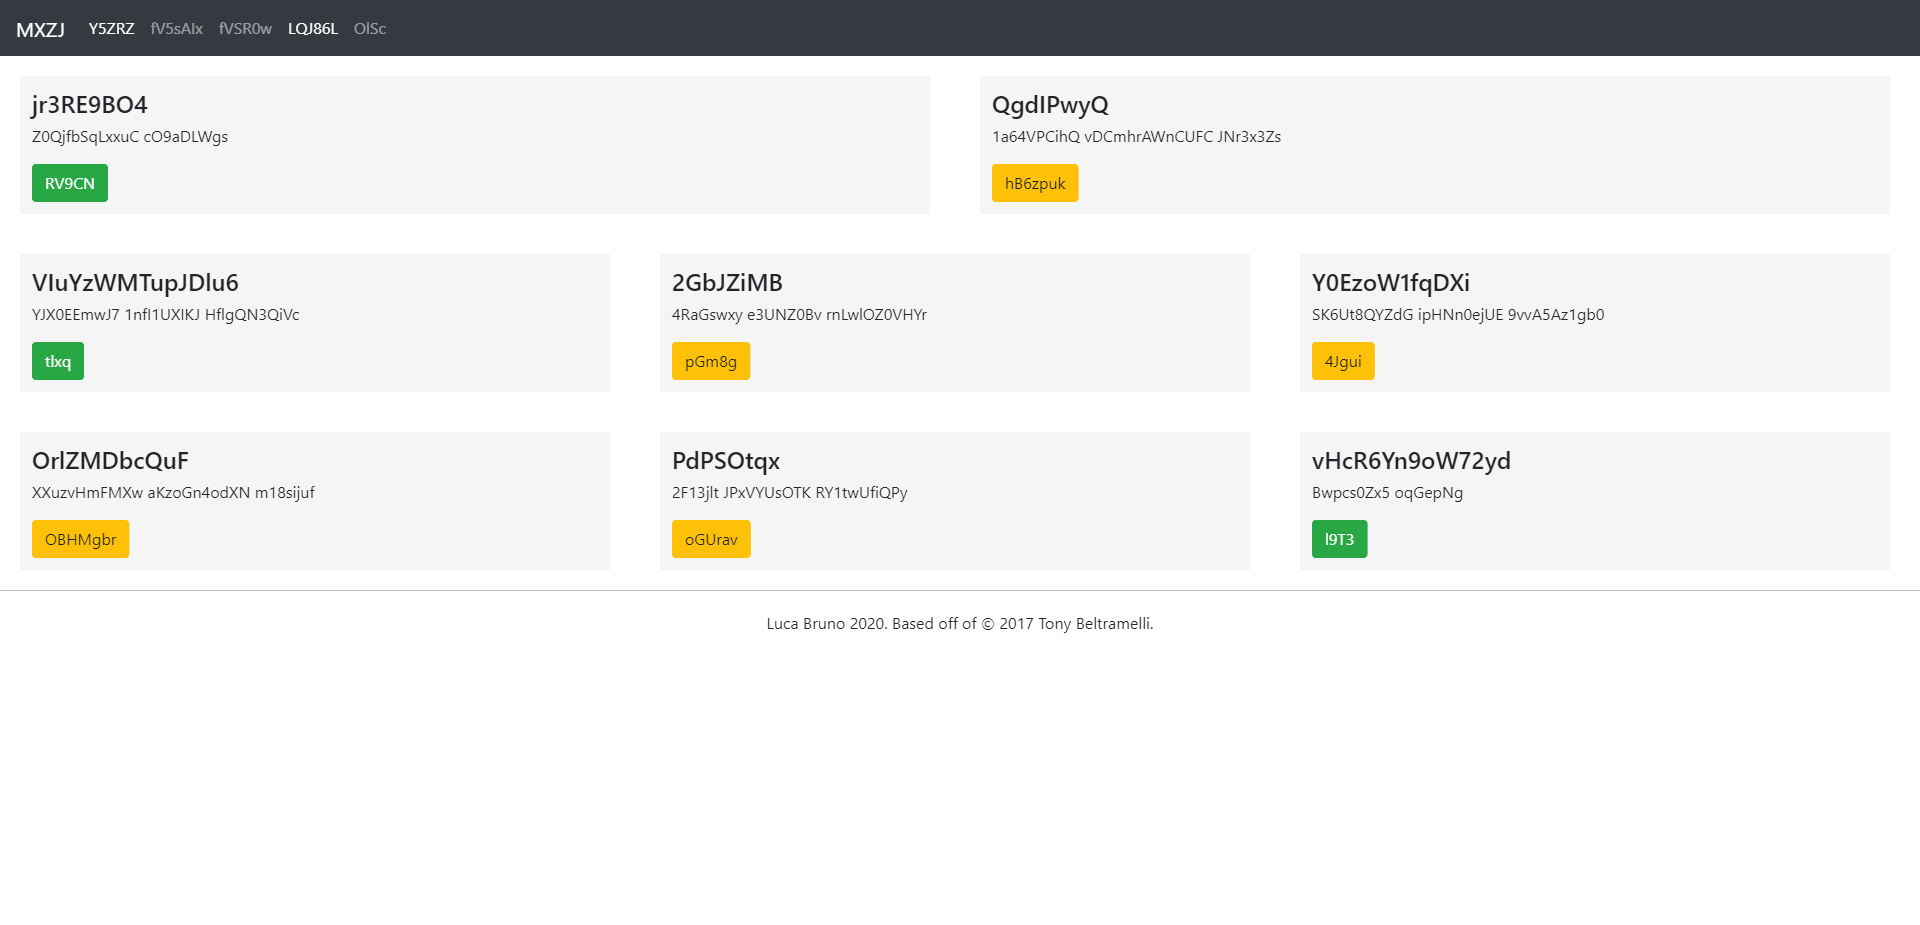 MXZJ Y5ZRZ fV5sAIx fVSR0w LQJ86L OlSc
jr3RE9BO4
Z0QjfbSqLxxuC cO9aDLWgs
RV9CN
QgdIPwyQ
1a64VPCihQ vDCmhrAWnCUFC JNr3x3Zs
hB6zpuk
VIuYzWMTupJDlu6
YJX0EEmwJ7 1nfI1UXIKJ HflgQN3QiVc
tlxq
2GbJZiMB
4RaGswxy e3UNZ0Bv rnLwlOZ0VHYr
pGm8g
Y0EzoW1fqDXi
SK6Ut8QYZdG ipHNn0ejUE 9vvA5Az1gb0
4Jgui
OrlZMDbcQuF
XXuzvHmFMXw aKzoGn4odXN m18sijuf
OBHMgbr
PdPSOtqx
2F13jlt JPxVYUsOTK RY1twUfiQPy
oGUrav
vHcR6Yn9oW72yd
Bwpcs0Zx5 oqGepNg
l9T3
Luca Bruno 2020. Based off of © 2017 Tony Beltramelli.